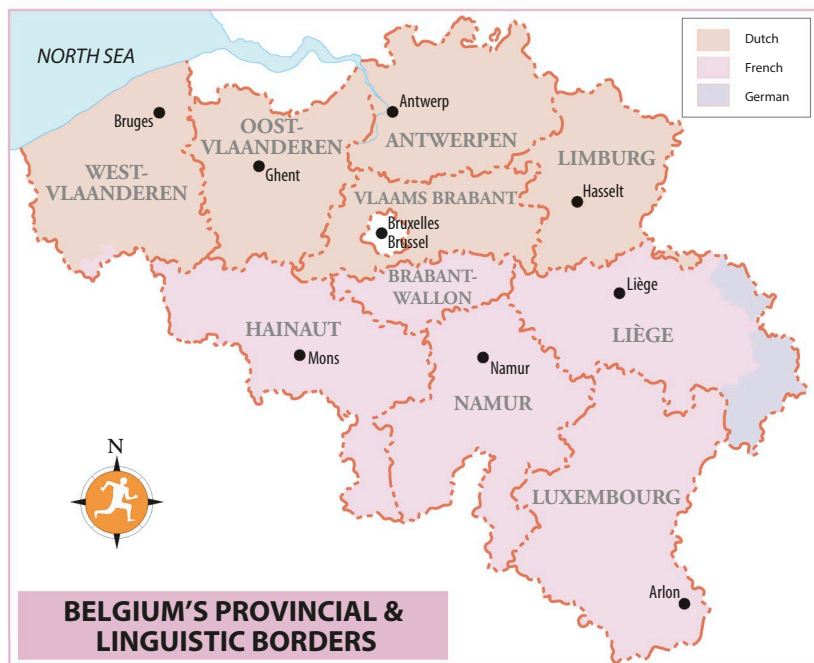 NORTH SEA
Dutch
French
German
Bruges
Antwerp
OOST-
VLAANDEREN
ANTWERPEN
WEST-
VLAANDEREN
Ghent
LIMBURG
Hasselt
VLAAMS BRABANT
Bruxelles
Brussel
BRABANT-
WALLON
Liège
HAINAUT
LIÈGE
Mons
Namur
NAMUR
N
LUXEMBOURG
Arlon
BELGIUM'S PROVINCIAL &
LINGUISTIC BORDERS